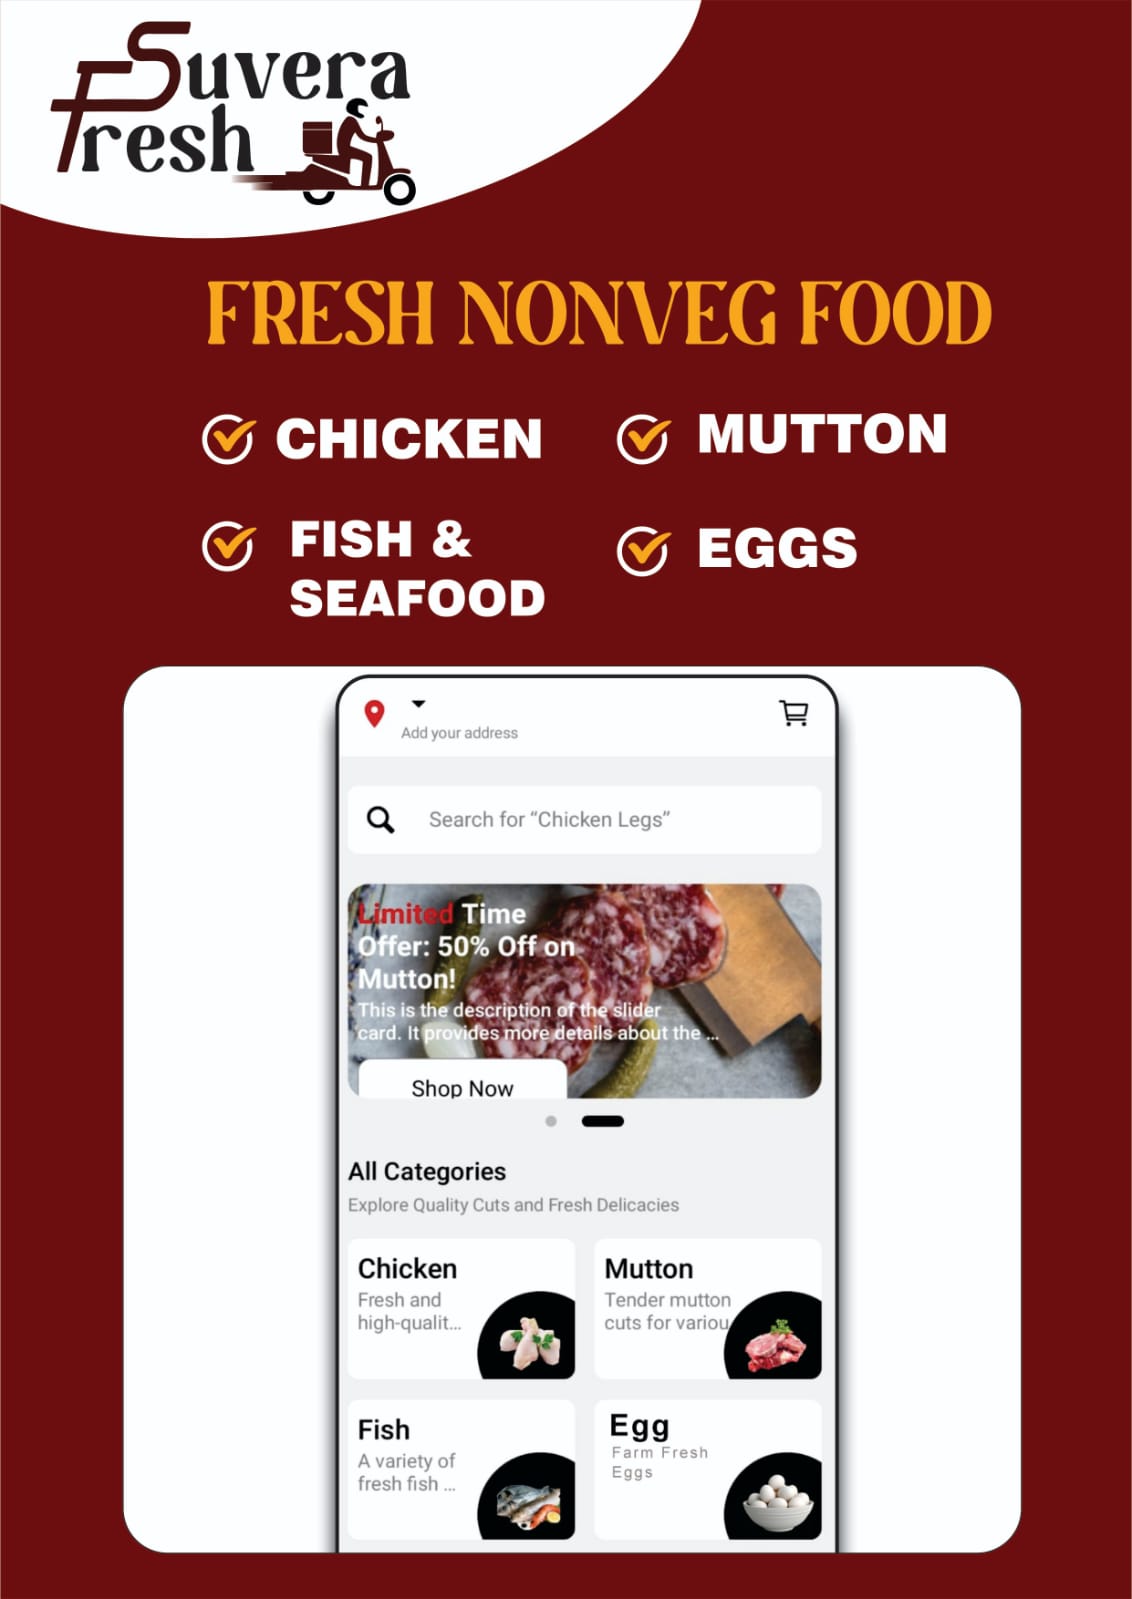 Suvera
Fresh
FRESH NONVEG FOOD
CHICKEN
MUTTON
FISH &
SEAFOOD
EGGS
Add your address
Search for “Chicken Legs”
Limited Time
Offer: 50% Off on
Mutton!
This is the description of the slider
card. It provides more details about the ...
Shop Now
All Categories
Explore Quality Cuts and Fresh Delicacies
Chicken
Fresh and
high-qualit...
Mutton
Tender mutton
cuts for variou
Fish
A variety of
fresh fish ...
Egg
Farm Fresh
Eggs